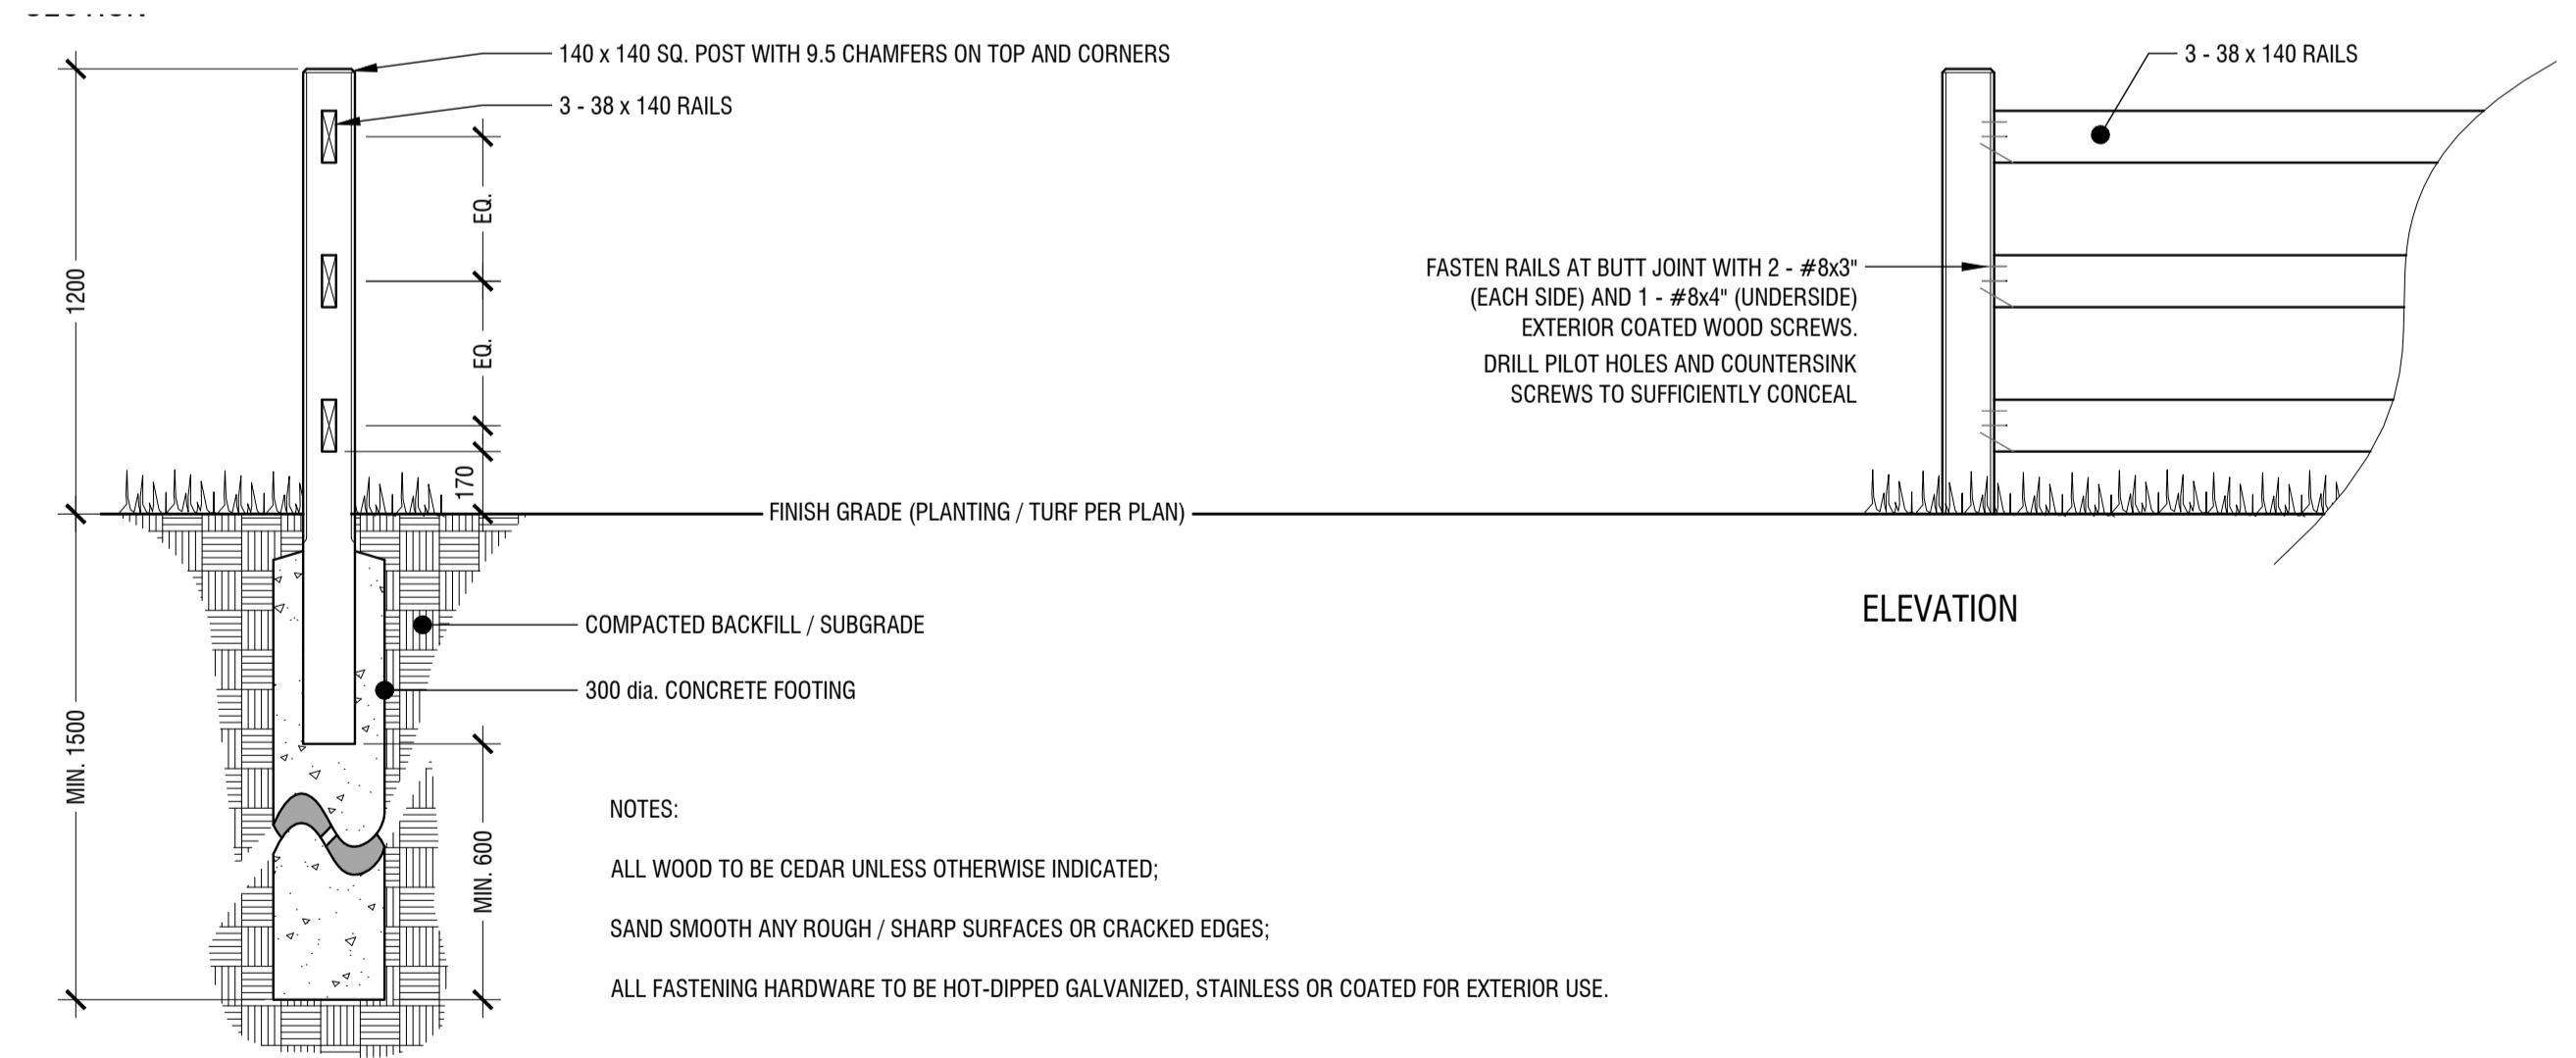 140 x 140 SQ. POST WITH 9.5 CHAMFERS ON TOP AND CORNERS
3 - 38 x 140 RAILS
EQ.
EQ.
170
1200
FINISH GRADE (PLANTING / TURF PER PLAN)
COMPACTED BACKFILL / SUBGRADE
300 dia. CONCRETE FOOTING
MIN. 1500
MIN. 600
3 - 38 x 140 RAILS
FASTEN RAILS AT BUTT JOINT WITH 2 - #8x3"
(EACH SIDE) AND 1 - #8x4" (UNDERSIDE)
EXTERIOR COATED WOOD SCREWS.
DRILL PILOT HOLES AND COUNTERSINK
SCREWS TO SUFFICIENTLY CONCEAL
ELEVATION
NOTES:
ALL WOOD TO BE CEDAR UNLESS OTHERWISE INDICATED;
SAND SMOOTH ANY ROUGH / SHARP SURFACES OR CRACKED EDGES;
ALL FASTENING HARDWARE TO BE HOT-DIPPED GALVANIZED, STAINLESS OR COATED FOR EXTERIOR USE.